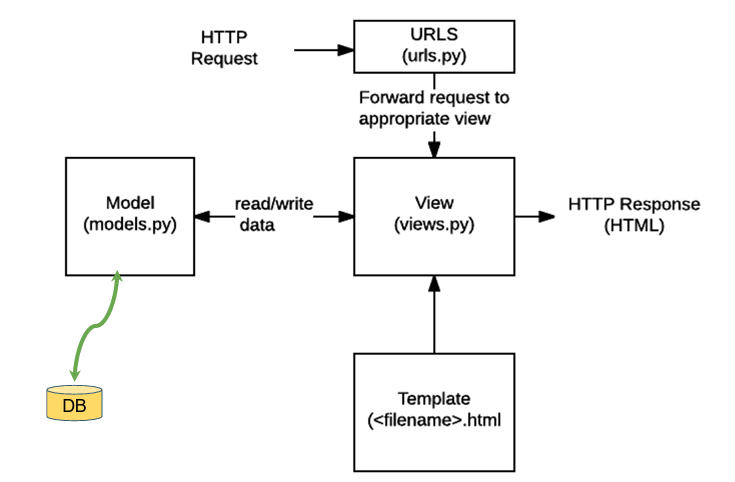 HTTP
Request
URLS
(urls.py)
Forward request to
appropriate view
Model
(models.py)
read/write
data
View
(views.py)
HTTP Response
(HTML)
DB
Template
(<filename>.html